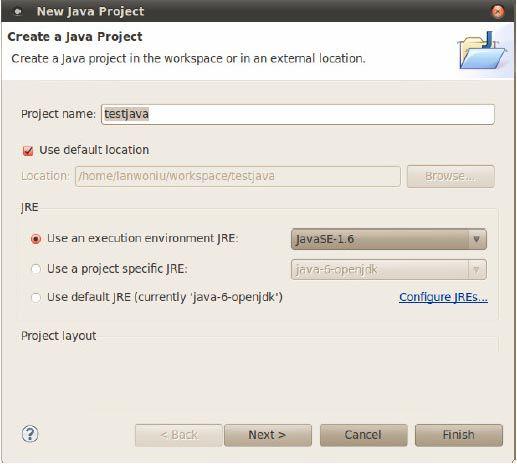 New Java Project
Create a Java Project
Create a Java project in the workspace or in an external location.
Project name: testjava
Use default location
Location: /home/lanwoniu/workspace/testjava Browse...
JRE
Use an execution environment JRE: JavaSE-1.6
Use a project specific JRE: java-6-openjdk
Use default JRE (currently 'java-6-openjdk') Configure JREs...
Project layout
? < Back Next > Cancel Finish